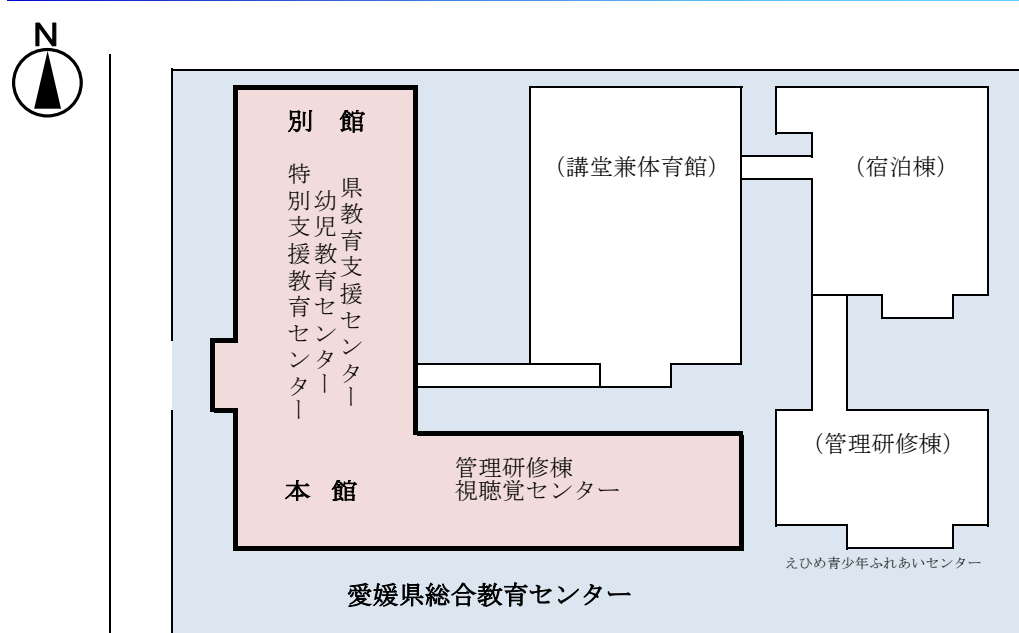 N
別 館
県教育支援センター
幼児教育センター
特別支援教育センター
(講堂兼体育館)
(宿泊棟)
(管理研修棟)
本 館
管理研修棟
視聴覚センター
えひめ青少年ふれあいセンター
愛媛県総合教育センター